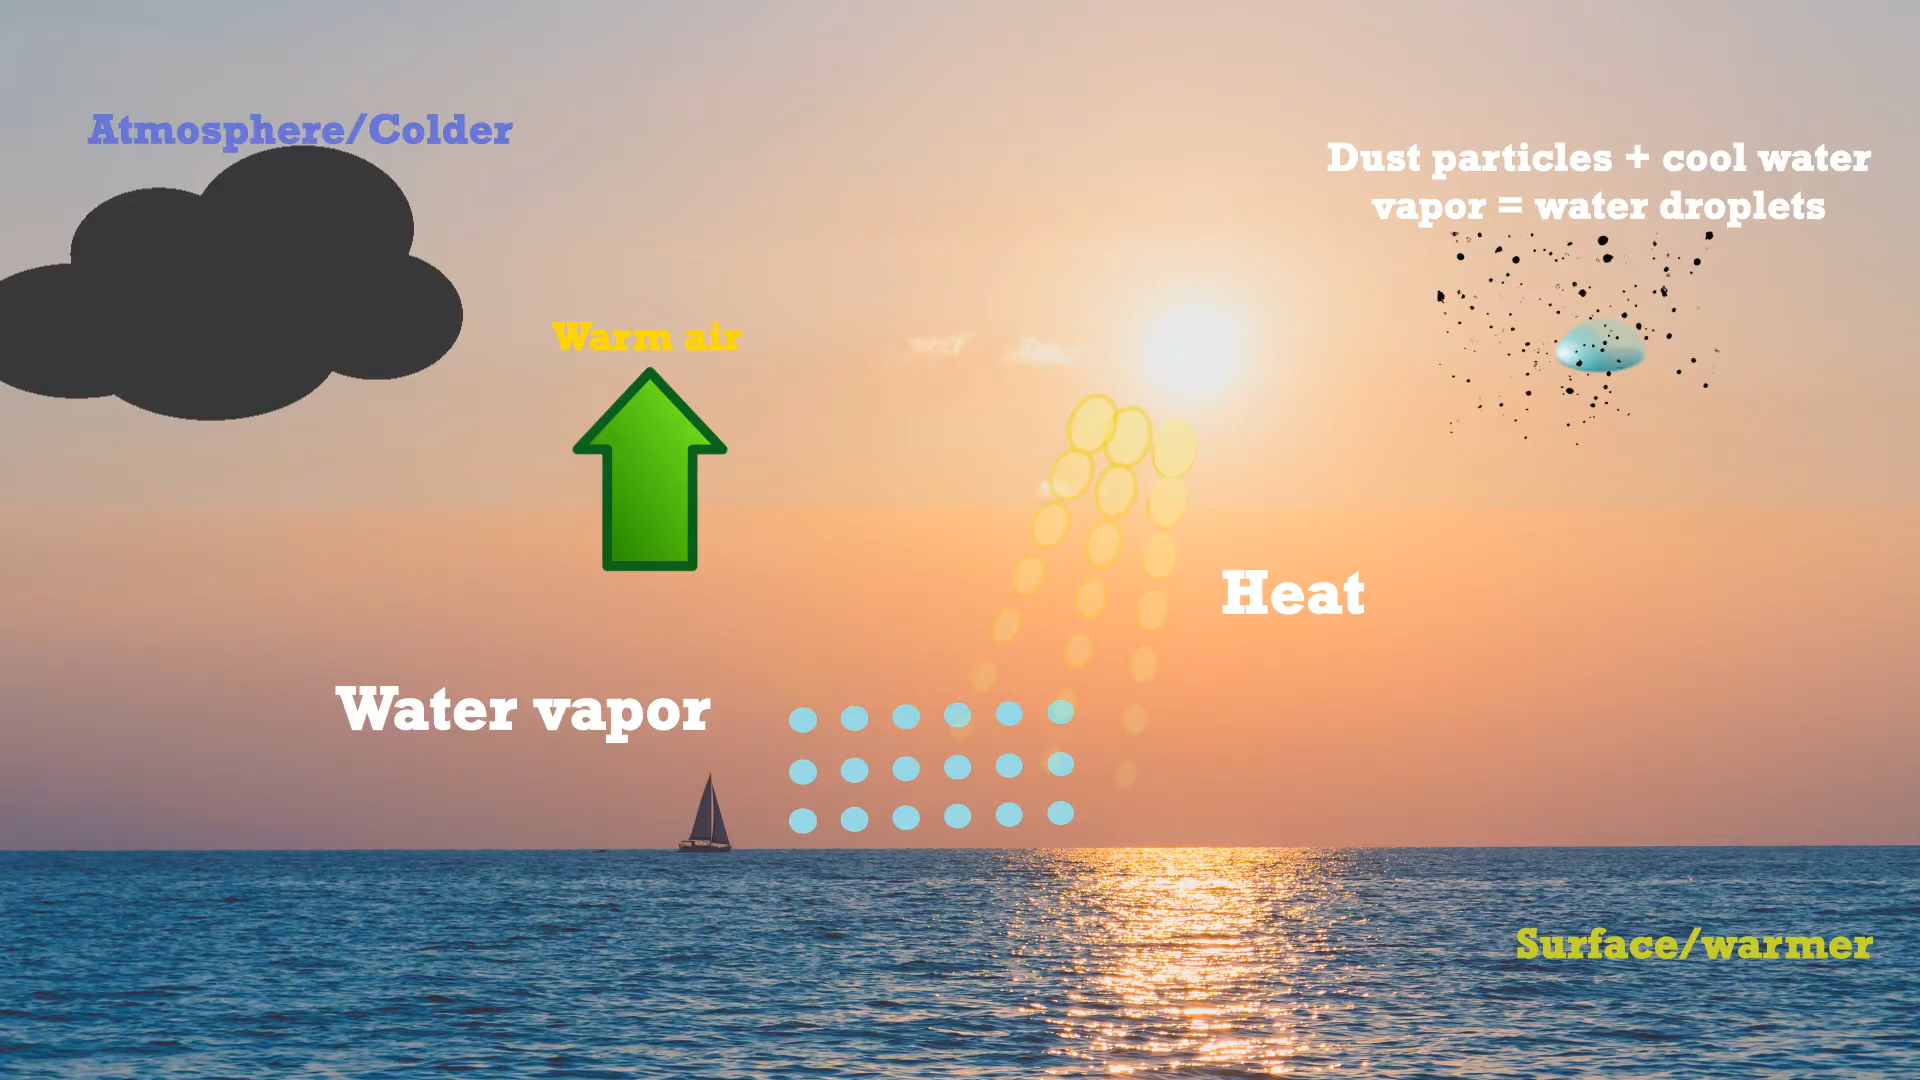 Atmosphere/Colder
Dust particles + cool water
vapor = water droplets
Warm air
Heat
Water vapor
Surface/warmer